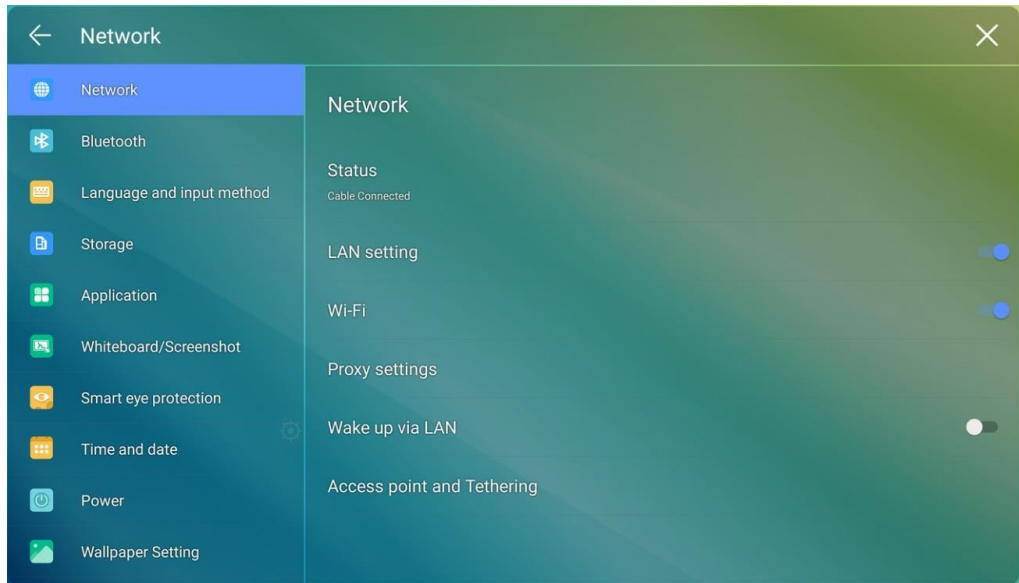 Network
Network
Bluetooth
Language and input method
Storage
Application
Whiteboard/Screenshot
Smart eye protection
Time and date
Power
Wallpaper Setting
Network
Status
Cable Connected
LAN setting
Wi-Fi
Proxy settings
Wake up via LAN
Access point and Tethering